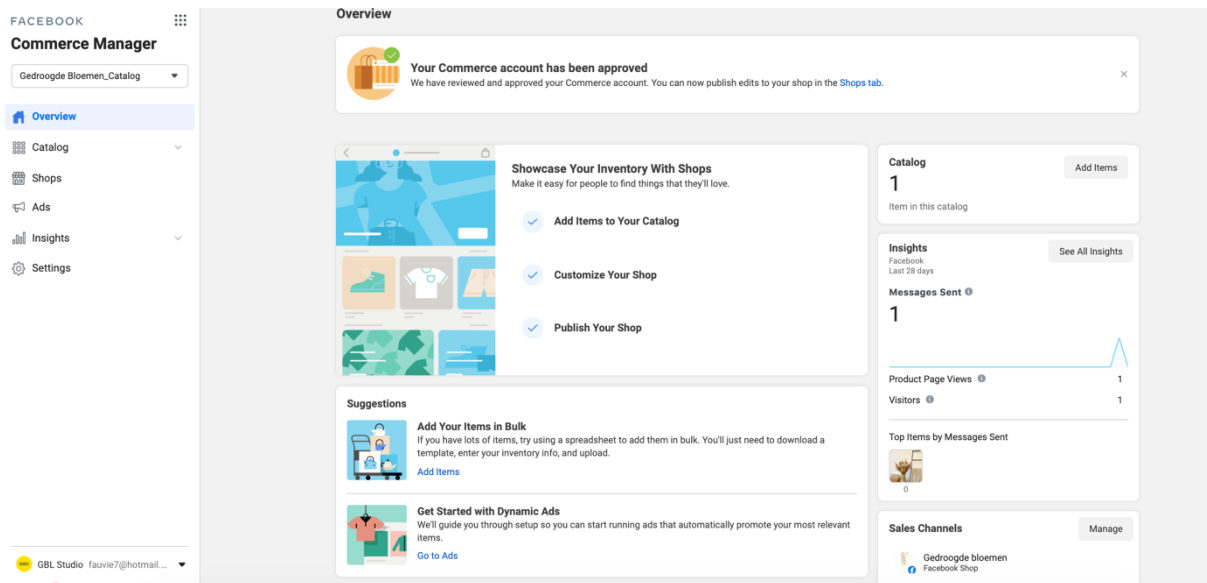 FACEBOOK
Commerce Manager
Gedroogde Bloemen_Catalog
Overview
Catalog
Shops
Ads
Insights
Settings
GBL Studio fauvie7@hotmail....
Overview
Your Commerce account has been approved
We have reviewed and approved your Commerce account. You can now publish edits to your shop in the Shops tab.
Showcase Your Inventory With Shops
Make it easy for people to find things that they'll love.
Add Items to Your Catalog
Customize Your Shop
Publish Your Shop
Suggestions
Add Your Items in Bulk
If you have lots of items, try using a spreadsheet to add them in bulk. You'll just need to download a
template, enter your inventory info, and upload.
Add Items
Get Started with Dynamic Ads
We'll guide you through setup so you can start running ads that automatically promote your most relevant
items.
Go to Ads
Catalog
Add Items
1
Item in this catalog
Insights
See All Insights
Facebook
Last 28 days
Messages Sent
1
Product Page Views 1
Visitors 1
Top Items by Messages Sent
0
Sales Channels
Manage
Gedroogde bloemen
Facebook Shop